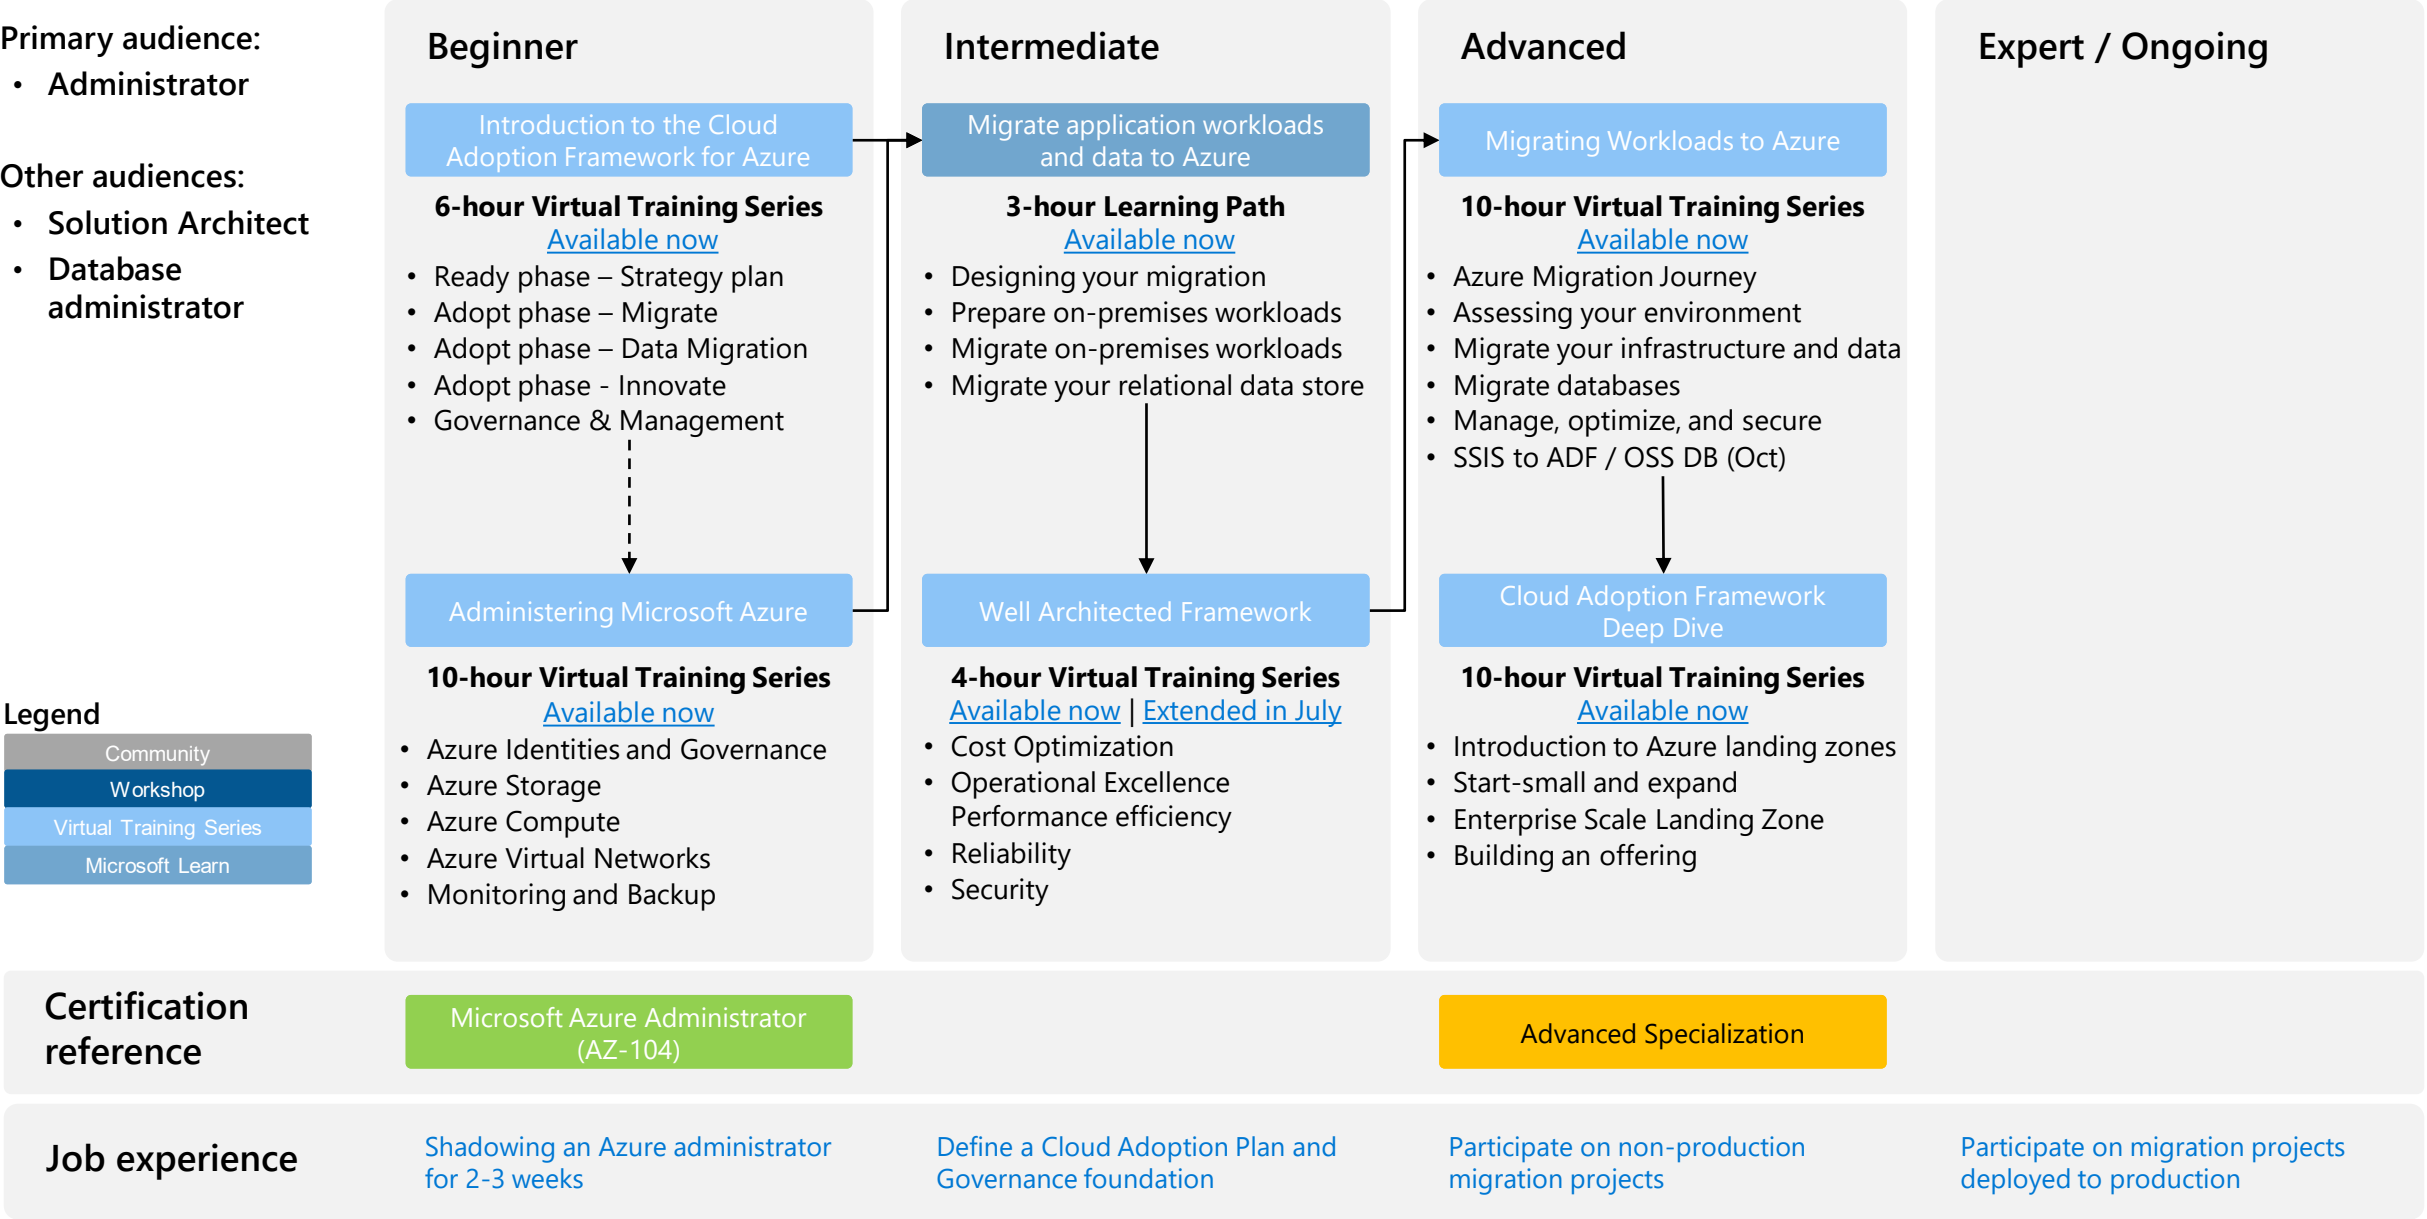 Primary audience:
• Administrator
Other audiences:
• Solution Architect
• Database
administrator
Legend
Community
Workshop
Virtual Training Series
Microsoft Learn
Beginner
Introduction to the Cloud
Adoption Framework for Azure
6-hour Virtual Training Series
Available now
• Ready phase – Strategy plan
• Adopt phase – Migrate
• Adopt phase – Data Migration
• Adopt phase - Innovate
• Governance & Management
Administering Microsoft Azure
10-hour Virtual Training Series
Available now
• Azure Identities and Governance
• Azure Storage
• Azure Compute
• Azure Virtual Networks
• Monitoring and Backup
Intermediate
Migrate application workloads
and data to Azure
3-hour Learning Path
Available now
• Designing your migration
• Prepare on-premises workloads
• Migrate on-premises workloads
• Migrate your relational data store
Well Architected Framework
4-hour Virtual Training Series
Available now | Extended in July
• Cost Optimization
• Operational Excellence
Performance efficiency
• Reliability
• Security
Advanced
Migrating Workloads to Azure
10-hour Virtual Training Series
Available now
• Azure Migration Journey
• Assessing your environment
• Migrate your infrastructure and data
• Migrate databases
• Manage, optimize, and secure
• SSIS to ADF / OSS DB (Oct)
Cloud Adoption Framework
Deep Dive
10-hour Virtual Training Series
Available now
• Introduction to Azure landing zones
• Start-small and expand
• Enterprise Scale Landing Zone
• Building an offering
Expert / Ongoing
Certification
reference
Microsoft Azure Administrator
(AZ-104)
Advanced Specialization
Job experience
Shadowing an Azure administrator
for 2-3 weeks
Define a Cloud Adoption Plan and
Governance foundation
Participate on non-production
migration projects
Participate on migration projects
deployed to production